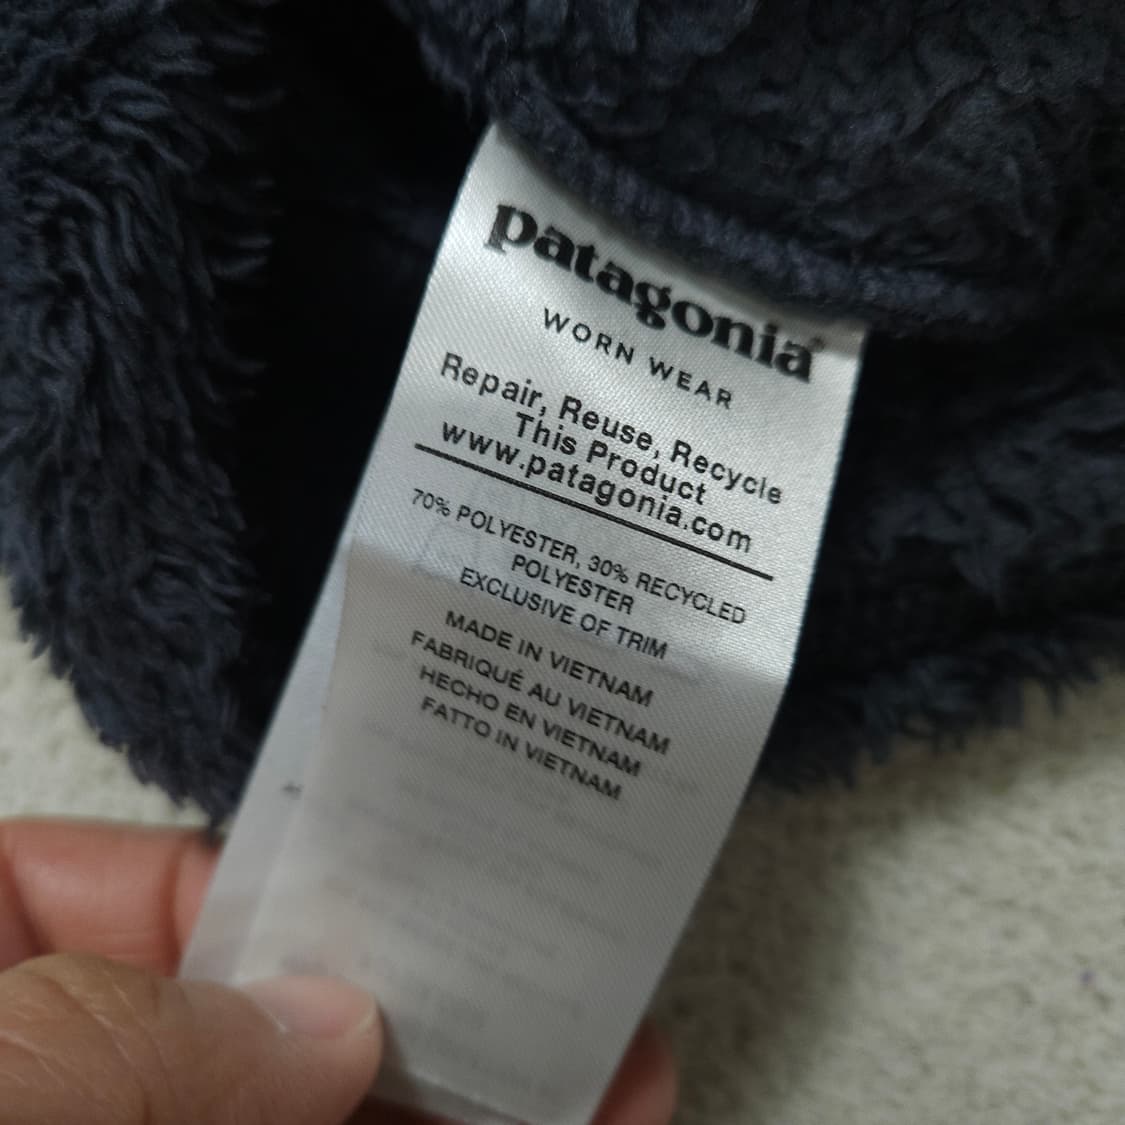 patagonia®
WORN WEAR
Repair, Reuse, Recycle
This Product
www.patagonia.com
70% POLYESTER, 30% RECYCLED
POLYESTER
EXCLUSIVE OF TRIM
MADE IN VIETNAM
FABRIQUÉ AU VIETNAM
HECHO EN VIETNAM
FATTO IN VIETNAM